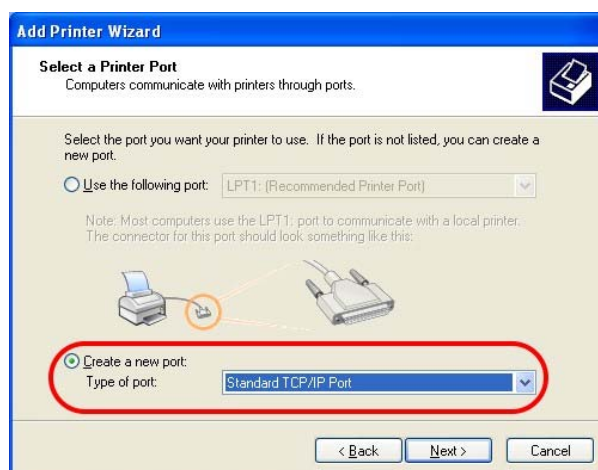 Add Printer Wizard
Select a Printer Port
Computers communicate with printers through ports.
Select the port you want your printer to use. If the port is not listed, you can create a
new port.
Use the following port: LPT1: (Recommended Printer Port)
Note: Most computers use the LPT1: port to communicate with a local printer.
The connector for this port should look something like this:
Create a new port:
Type of port: Standard TCP/IP Port
< Back Next > Cancel